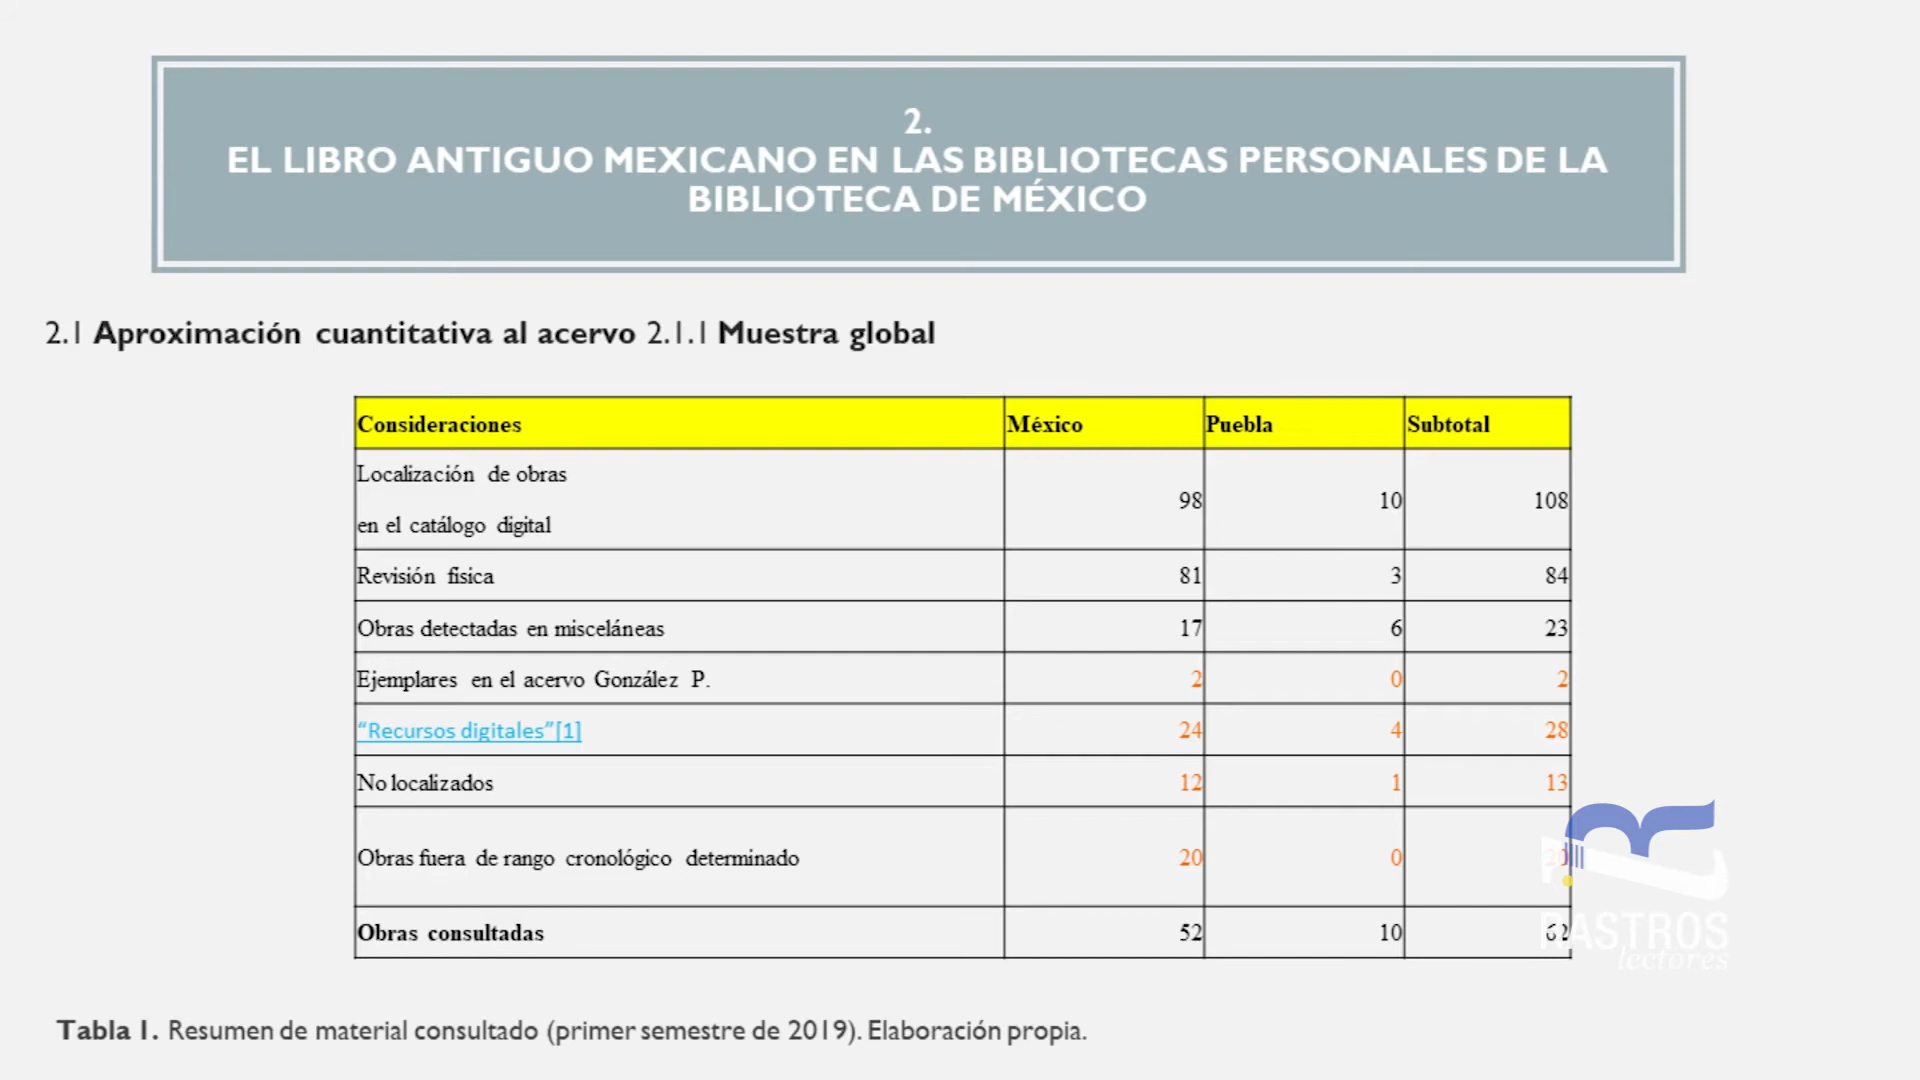 2.
EL LIBRO ANTIGUO MEXICANO EN LAS BIBLIOTECAS PERSONALES DE LA
BIBLIOTECA DE MÉXICO
2.1 Aproximación cuantitativa al acervo 2.1.1 Muestra global
Consideraciones México Puebla Subtotal
Localización de obras
en el catálogo digital
98 10 108
Revisión física 81 3 84
Obras detectadas en misceláneas 17 6 23
Ejemplares en el acervo González P. 2 0 2
“Recursos digitales”[1] 24 4 28
No localizados 12 1 13
Obras fuera de rango cronológico determinado 20 0 20
Obras consultadas 52 10 62
RASTROS
lectores
Tabla 1. Resumen de material consultado (primer semestre de 2019). Elaboración propia.